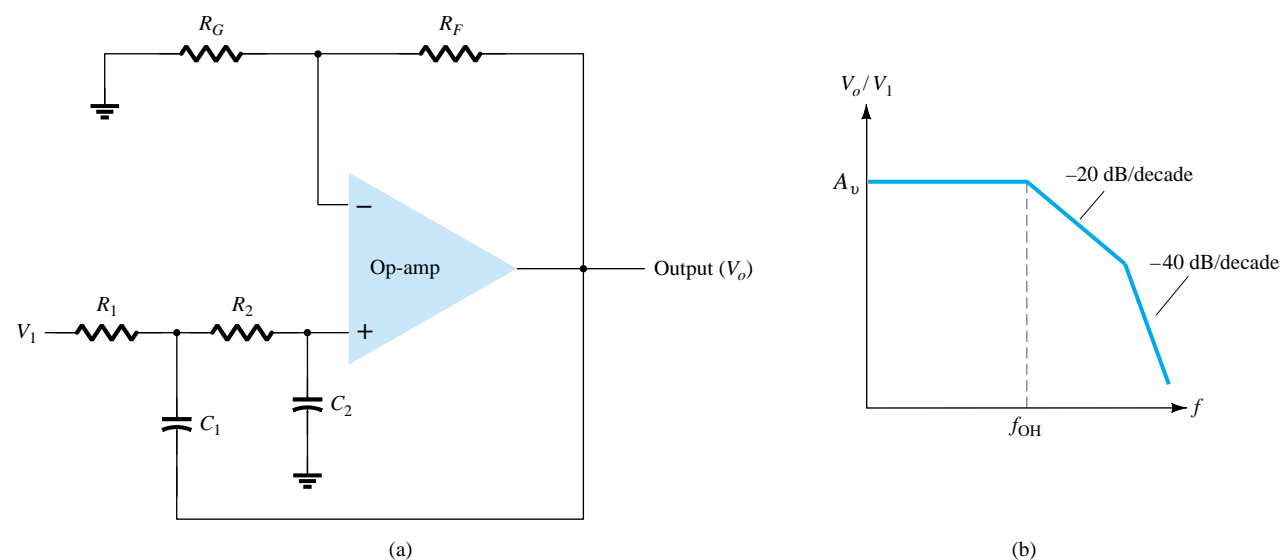 R_G
R_F
−
Op-amp
+
Output (V_o)
R_1
R_2
V_1
C_1
C_2
(a)
V_o / V_1
A_υ
–20 dB/decade
–40 dB/decade
f
f_OH
(b)